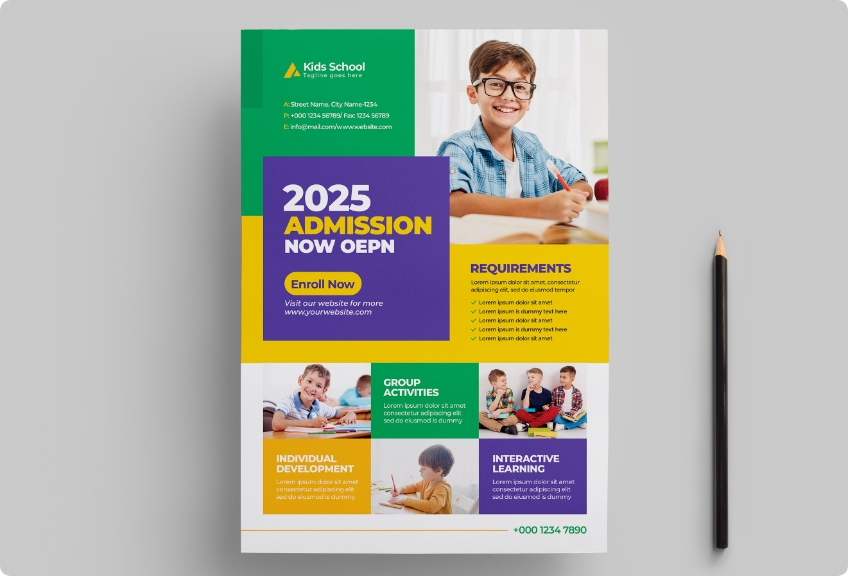 Kids School
Tagline goes here
A: Street Name, City Name-1234
P: +000 1234 56789/ Fax: 1234 56789
E: info@mail.com/www.website.com
2025
ADMISSION
NOW OEPN
Enroll Now
Visit our website for more
www.yourwebsite.com
REQUIREMENTS
Lorem ipsum dolor sit amet, consectetur
adipiscing elit, sed do eiusmod tempor
Lorem ipsum dolor sit amet
Lorem ipsum is dummy text here
Lorem ipsum dolor sit amet
Lorem ipsum is dummy text here
Lorem ipsum dolor sit amet
GROUP
ACTIVITIES
Lorem ipsum dolor sit amet
consectetur adipiscing elit
sed do eiusmod is dummy
INDIVIDUAL
DEVELOPMENT
Lorem ipsum dolor sit amet
consectetur adipiscing elit
sed do eiusmod is dummy
INTERACTIVE
LEARNING
Lorem ipsum dolor sit amet
consectetur adipiscing elit
sed do eiusmod is dummy
+000 1234 7890